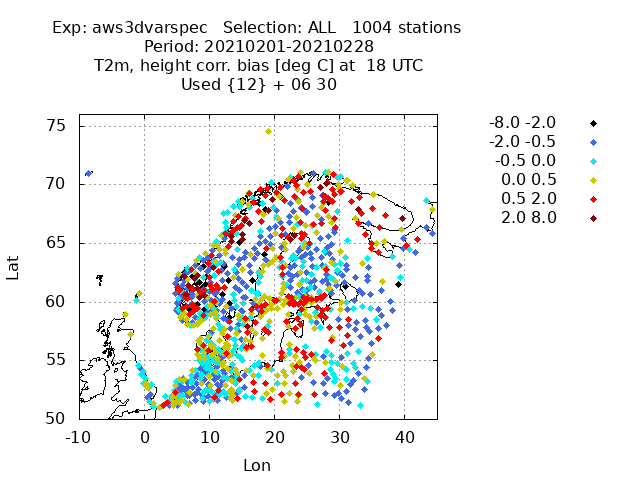 Exp: aws3dvarspec   Selection: ALL   1004 stations
Period: 20210201-20210228
T2m, height corr. bias [deg C] at  18 UTC
Used {12} + 06 30
-8.0 -2.0
-2.0 -0.5
-0.5 0.0
0.0 0.5
0.5 2.0
2.0 8.0
75
70
65
60
55
50
Lat
-10 0 10 20 30 40
Lon